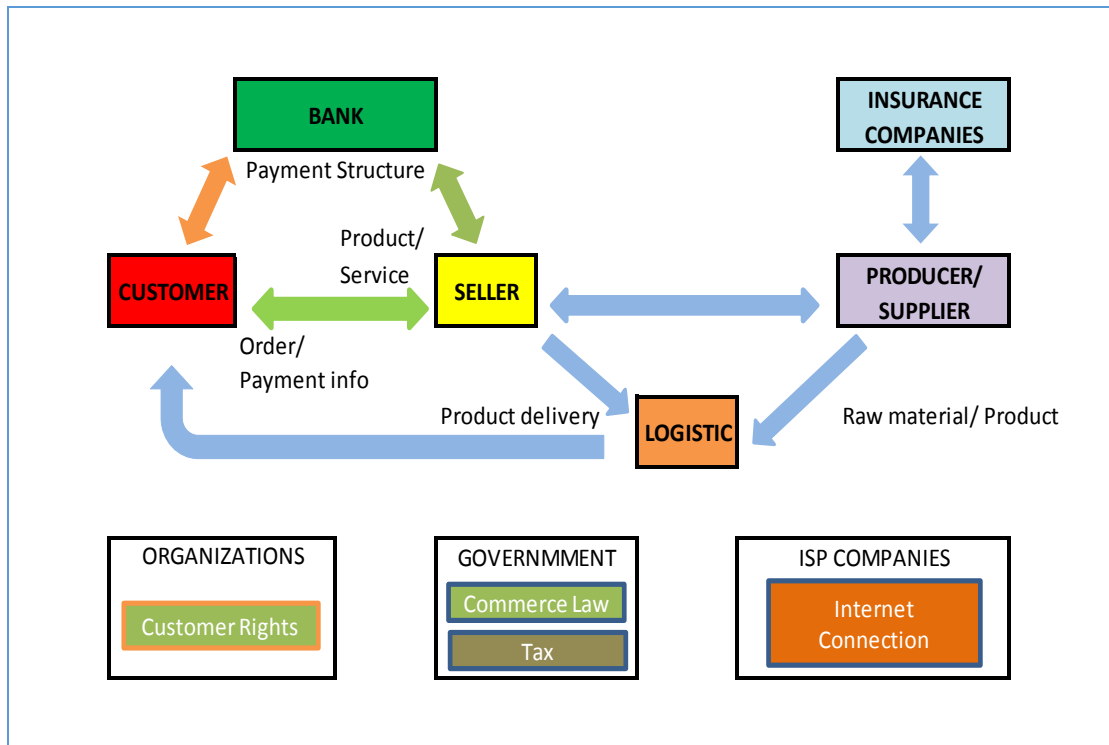 BANK
INSURANCE
COMPANIES
Payment Structure
Product/
Service
CUSTOMER
SELLER
PRODUCER/
SUPPLIER
Order/
Payment info
Product delivery
LOGISTIC
Raw material/ Product
ORGANIZATIONS
Customer Rights
GOVERNMMENT
Commerce Law
Tax
ISP COMPANIES
Internet
Connection